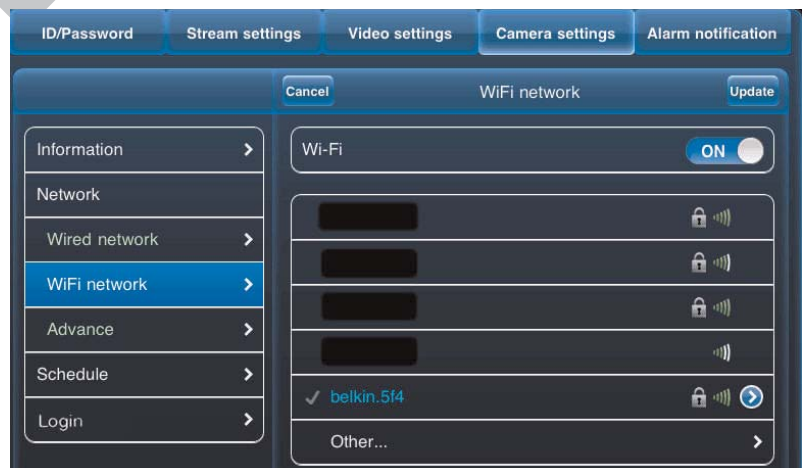 ID/Password Stream settings Video settings Camera settings Alarm notification
Cancel WiFi network Update
Information
Network
Wired network
WiFi network
Advance
Schedule
Login
Wi-Fi ON
belkin.5f4
Other...